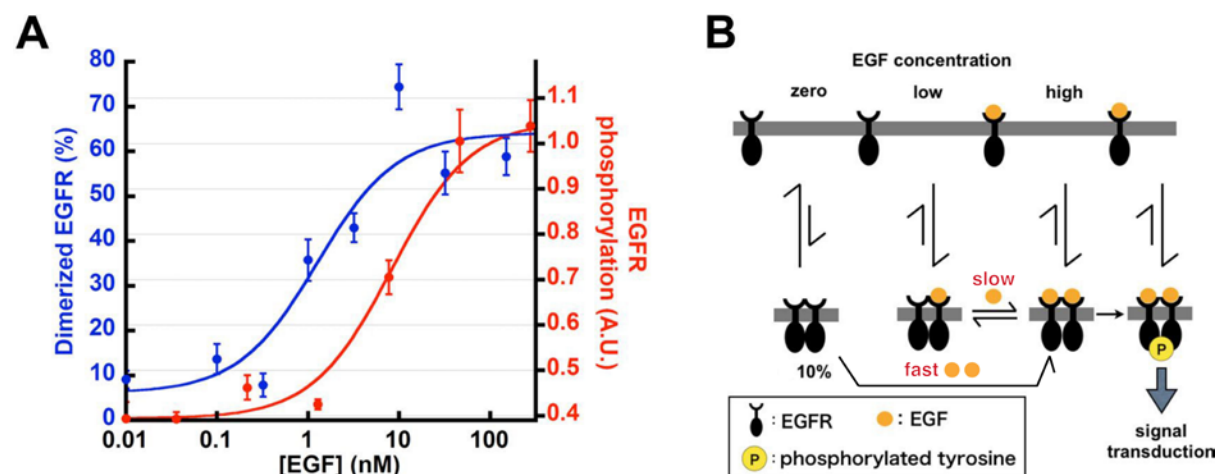 A
80
70
60
50
40
30
20
10
0
Dimerized EGFR (%)
0.01
0.1
1
10
100
[EGF] (nM)
1.1
1.0
0.9
0.8
0.7
0.6
0.5
0.4
EGFR
phosphorylation (A.U.)
B
EGF concentration
zero
low
high
slow
10%
fast
P
: EGFR
: EGF
P : phosphorylated tyrosine
signal
transduction